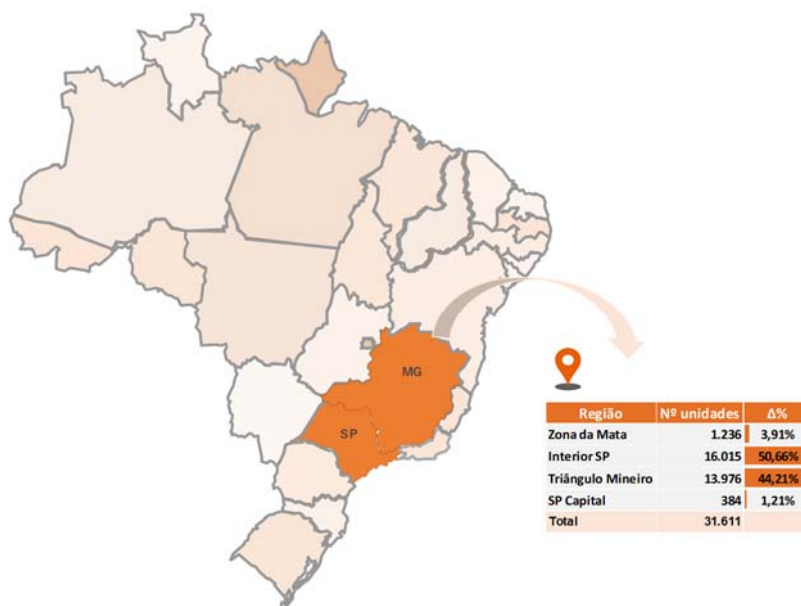 MG
SP
Região Nº unidades Δ%
Zona da Mata 1.236 3,91%
Interior SP 16.015 50,66%
Triângulo Mineiro 13.976 44,21%
SP Capital 384 1,21%
Total 31.611